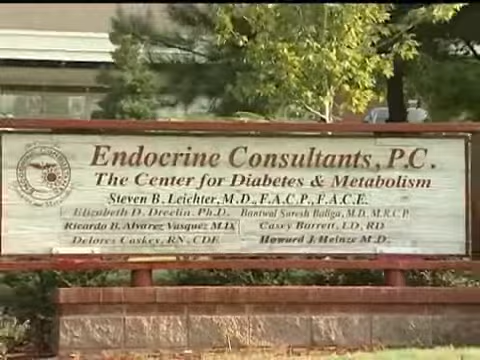 Endocrine Consultants, P.C.
The Center for Diabetes & Metabolism
Steven B. Leichter, M.D., F.A.C.P., F.A.C.E.
Elizabeth D. Dreelin, Ph.D. Bantwal Suresh Baliga, M.D. M.R.C.P.
Ricardo B. Alvarez Vasquez M.D. Casey Barrett, LD, RD
Delores Caskey, RN, CDE Howard J. Heinze M.D.